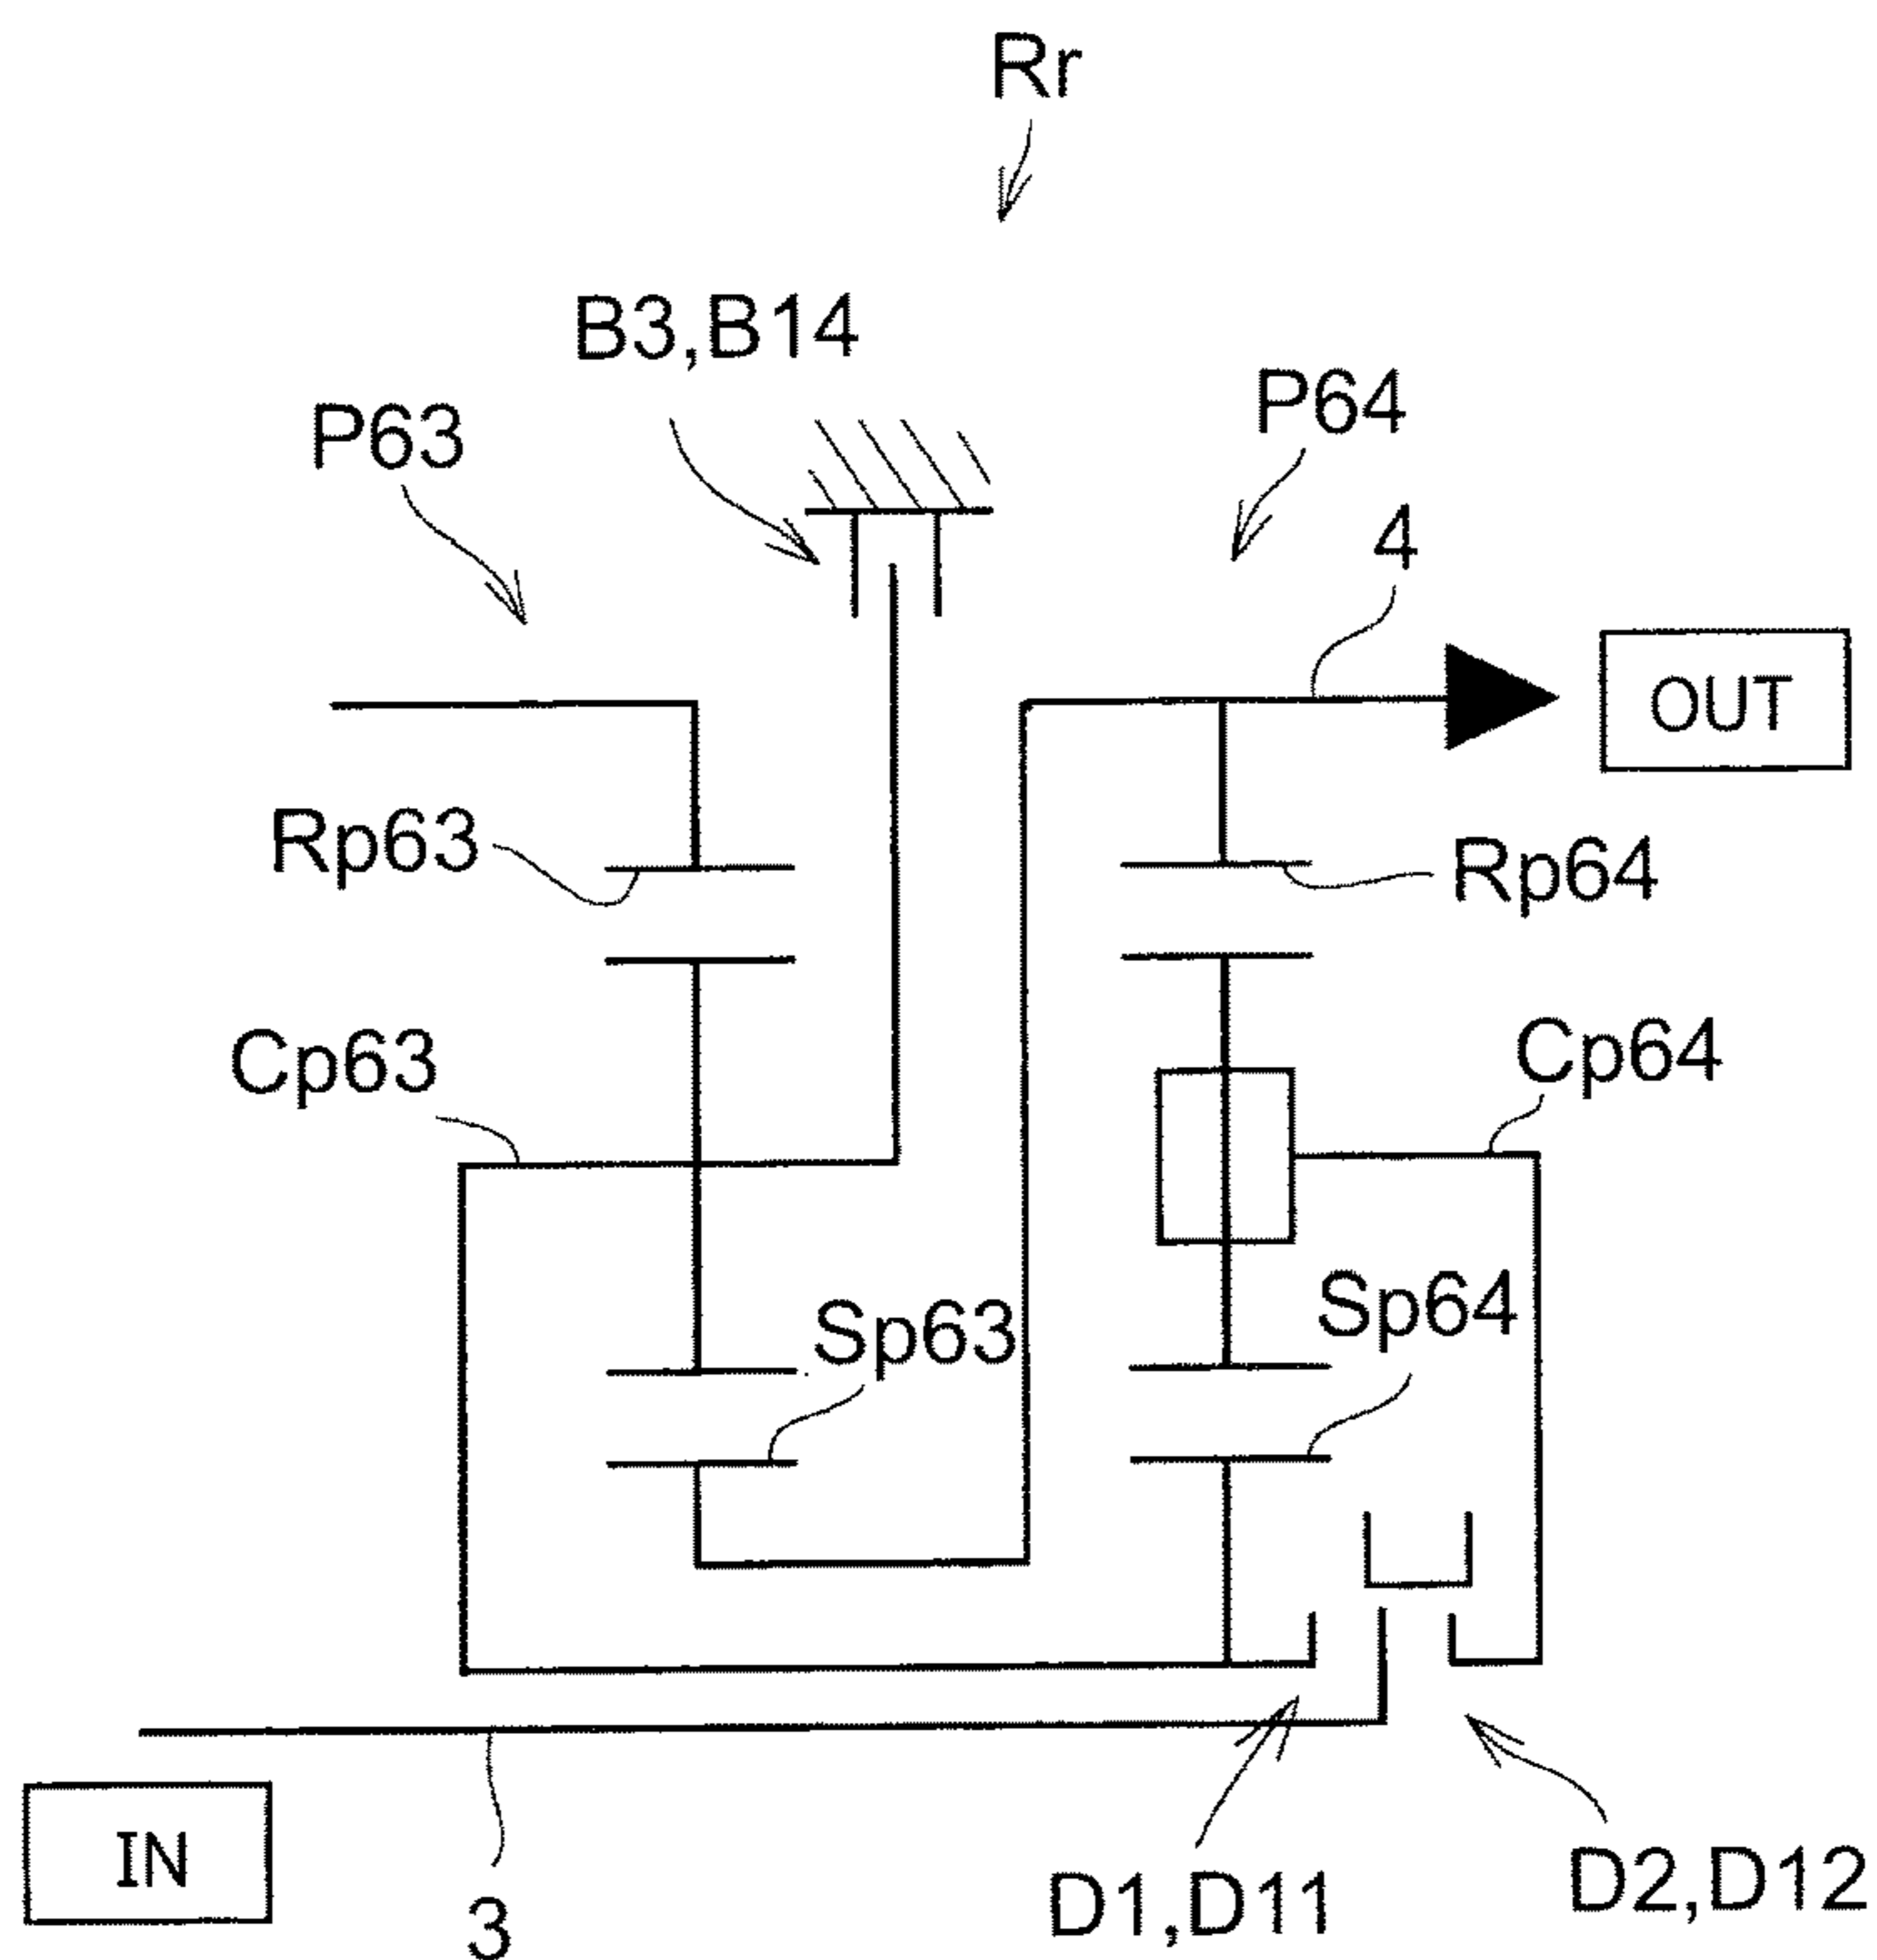 Rr
B3,B14
P64
P63
4
OUT
Rp63
Rp64
Cp63
Cp64
Sp63
Sp64
IN
3
D1,D11
D2,D12